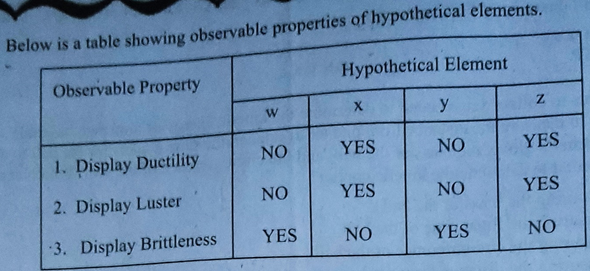 Below is a table showing observable properties of hypothetical elements.
Observable Property
Hypothetical Element
w x y z
1. Display Ductility NO YES NO YES
2. Display Luster NO YES NO YES
3. Display Brittleness YES NO YES NO